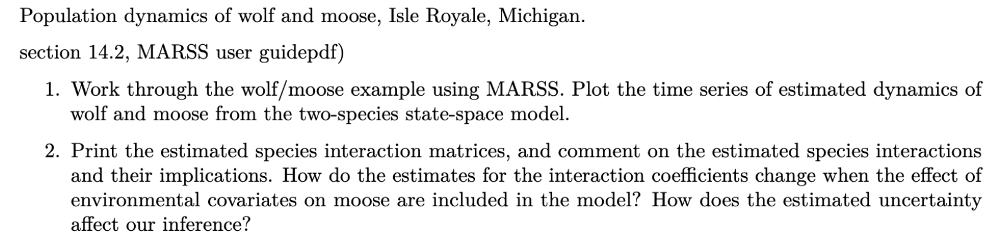 Population dynamics of wolf and moose, Isle Royale, Michigan.
section 14.2, MARSS user guidepdf)
1. Work through the wolf/moose example using MARSS. Plot the time series of estimated dynamics of
wolf and moose from the two-species state-space model.
2. Print the estimated species interaction matrices, and comment on the estimated species interactions
and their implications. How do the estimates for the interaction coefficients change when the effect of
environmental covariates on moose are included in the model? How does the estimated uncertainty
affect our inference?